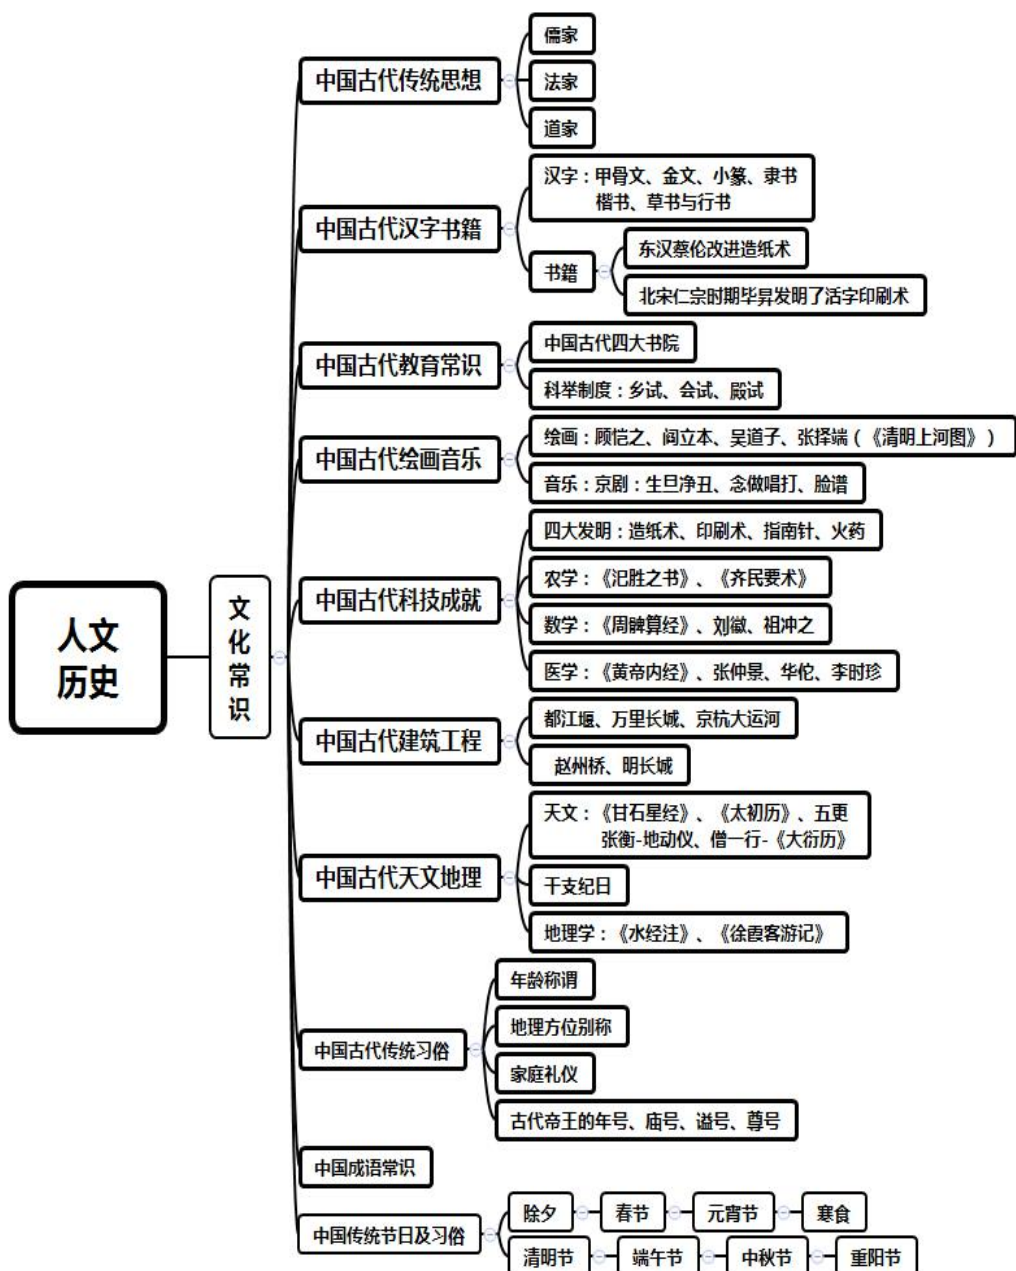 人文
历史
文
化
常
识
中国古代传统思想
儒家
法家
道家
中国古代汉字书籍
汉字：甲骨文、金文、小篆、隶书
楷书、草书与行书
书籍
东汉蔡伦改进造纸术
北宋仁宗时期毕昇发明了活字印刷术
中国古代教育常识
中国古代四大书院
科举制度：乡试、会试、殿试
中国古代绘画音乐
绘画：顾恺之、阎立本、吴道子、张择端（《清明上河图》）
音乐：京剧：生旦净丑、念做唱打、脸谱
中国古代科技成就
四大发明：造纸术、印刷术、指南针、火药
农学：《氾胜之书》、《齐民要术》
数学：《周髀算经》、刘徽、祖冲之
医学：《黄帝内经》、张仲景、华佗、李时珍
中国古代建筑工程
都江堰、万里长城、京杭大运河
赵州桥、明长城
中国古代天文地理
天文：《甘石星经》、《太初历》、五更
张衡-地动仪、僧一行-《大衍历》
干支纪日
地理学：《水经注》、《徐霞客游记》
中国古代传统习俗
年龄称谓
地理方位别称
家庭礼仪
古代帝王的年号、庙号、谥号、尊号
中国成语常识
中国传统节日及习俗
除夕 春节 元宵节 寒食
清明节 端午节 中秋节 重阳节